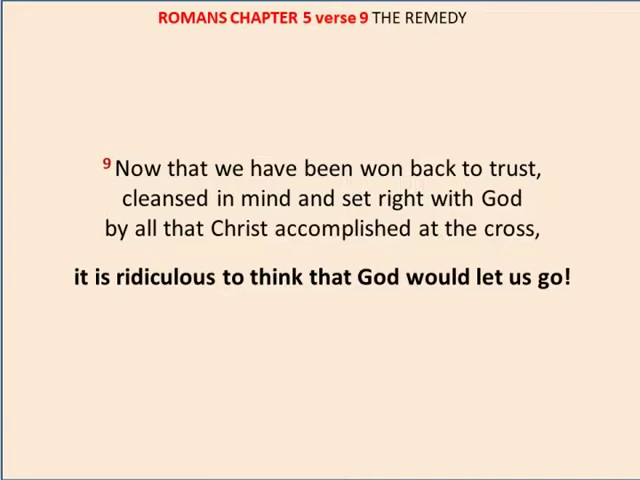 ROMANS CHAPTER 5 verse 9 THE REMEDY
9 Now that we have been won back to trust,
cleansed in mind and set right with God
by all that Christ accomplished at the cross,
it is ridiculous to think that God would let us go!